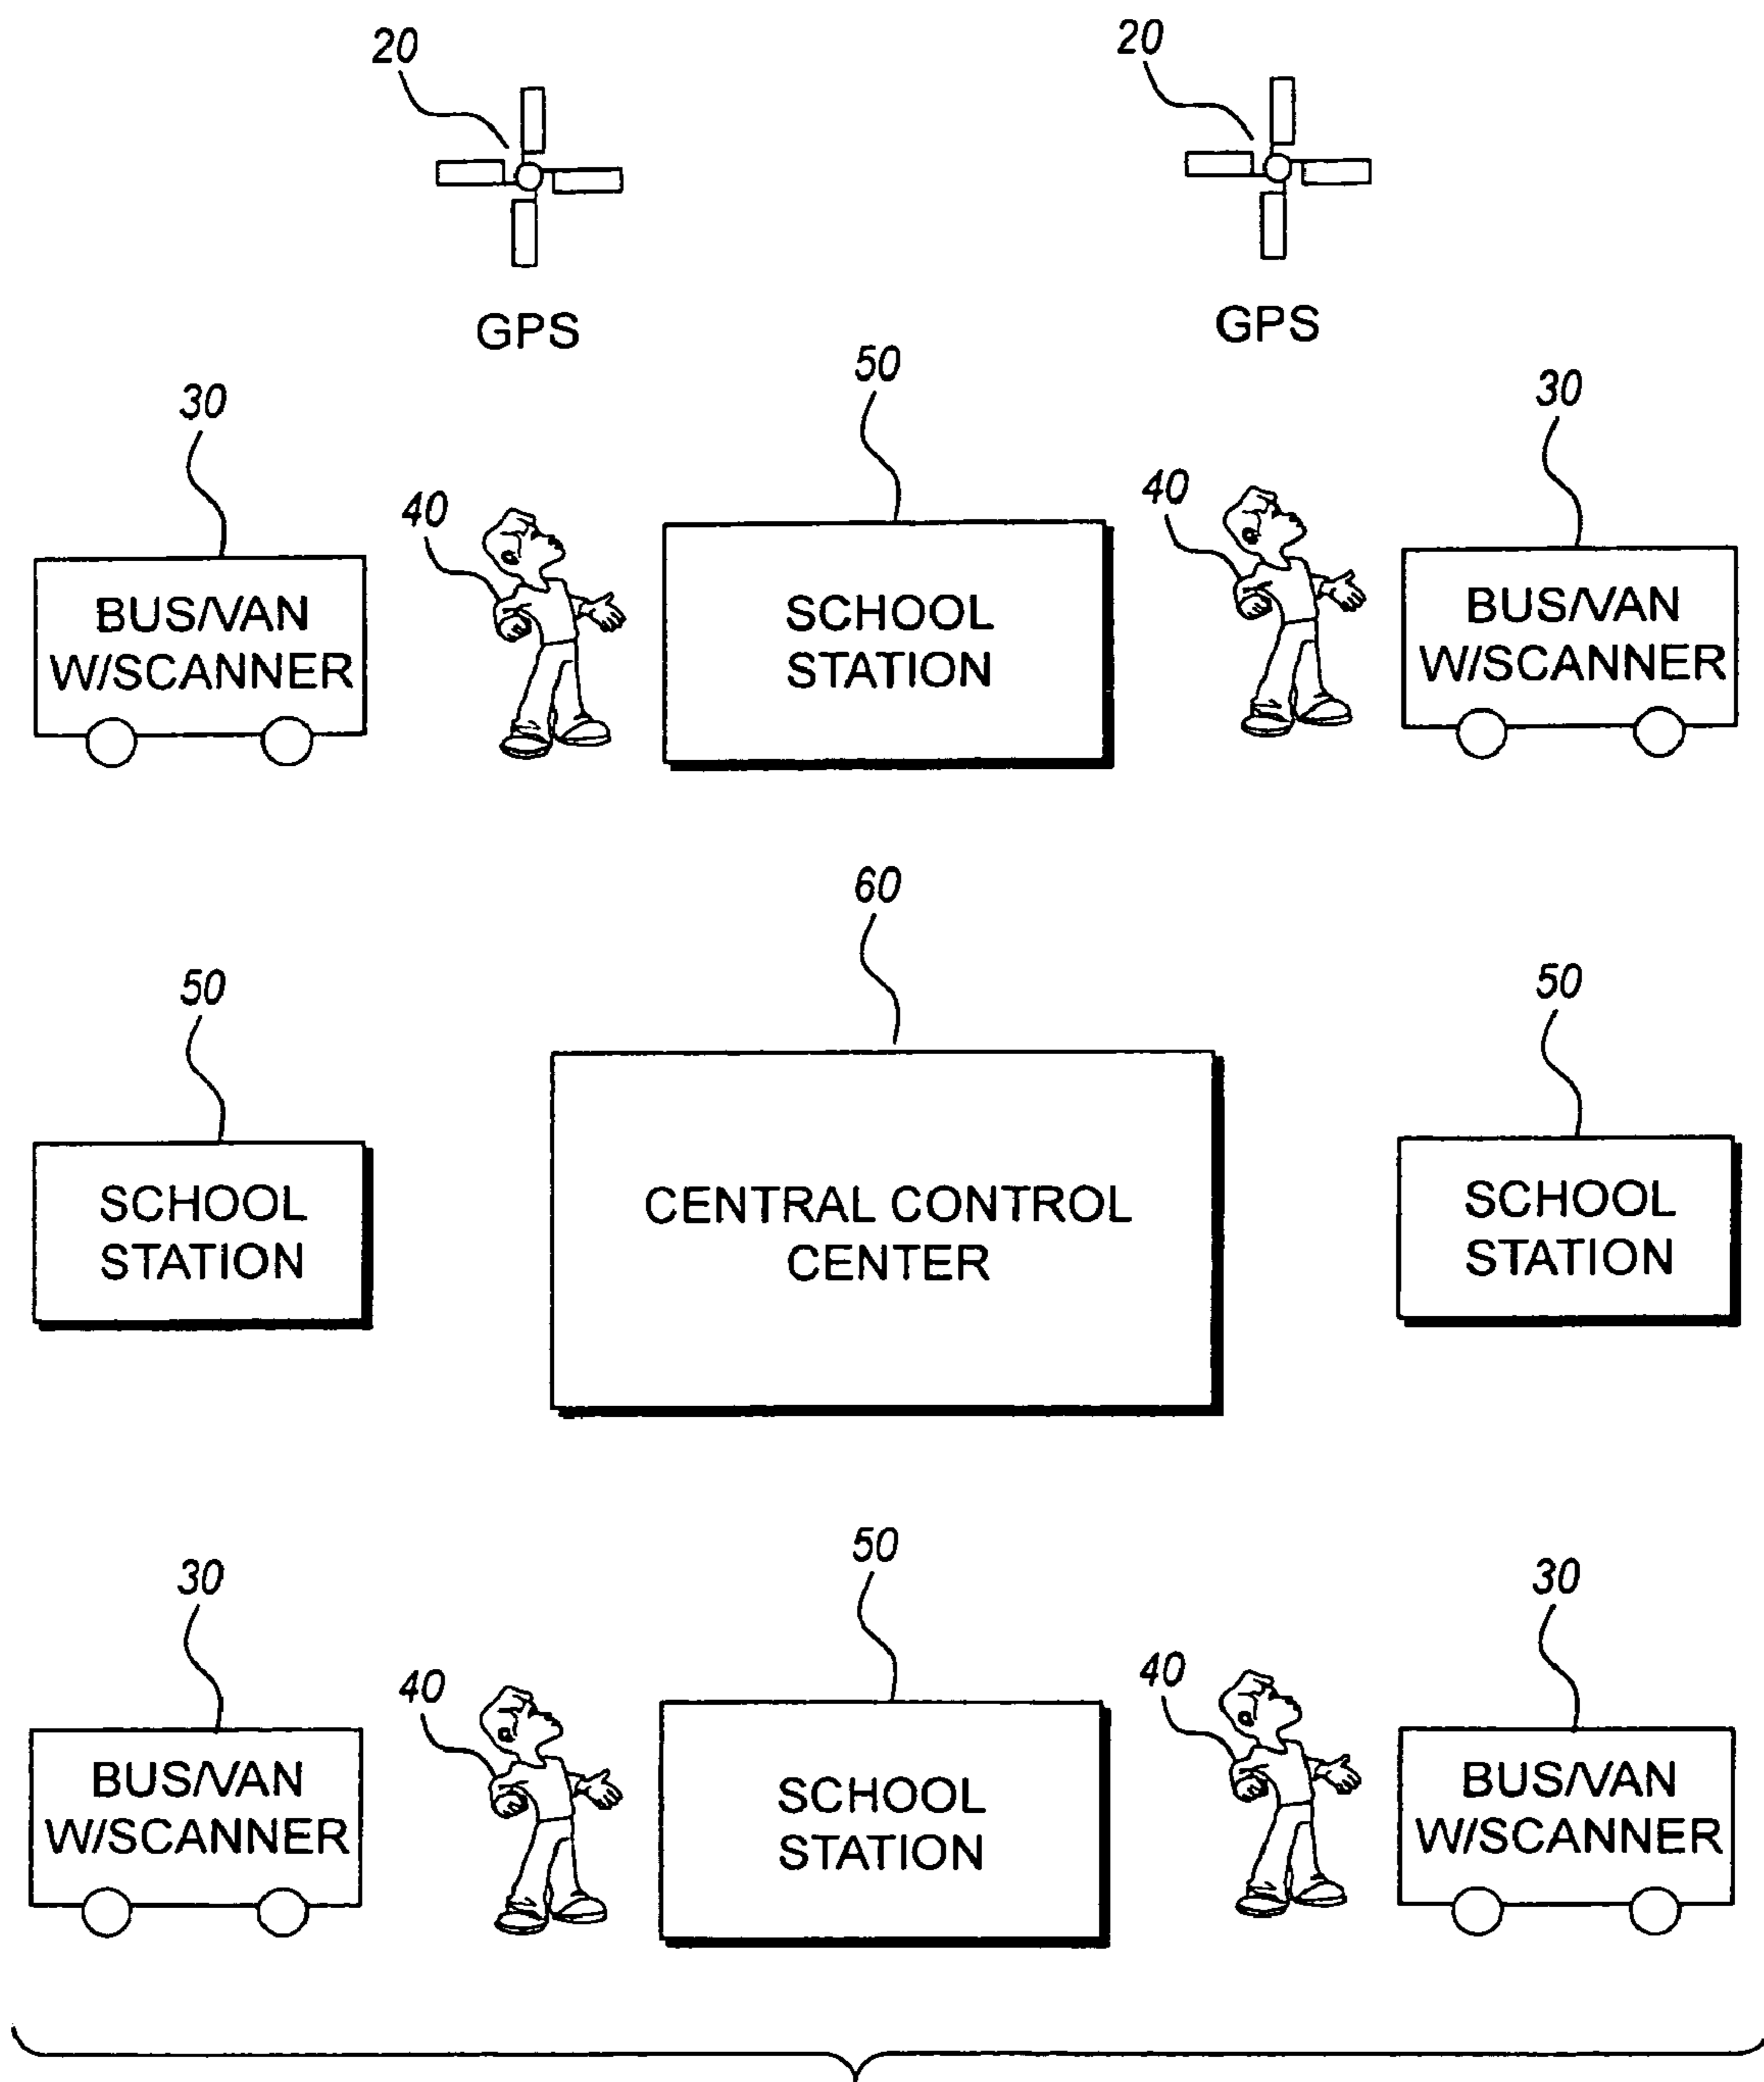 20
20
GPS
GPS
50
30
30
40
40
BUS/VAN
W/SCANNER
SCHOOL
STATION
BUS/VAN
W/SCANNER
60
50
50
SCHOOL
STATION
CENTRAL CONTROL
CENTER
SCHOOL
STATION
50
30
30
40
40
BUS/VAN
W/SCANNER
SCHOOL
STATION
BUS/VAN
W/SCANNER